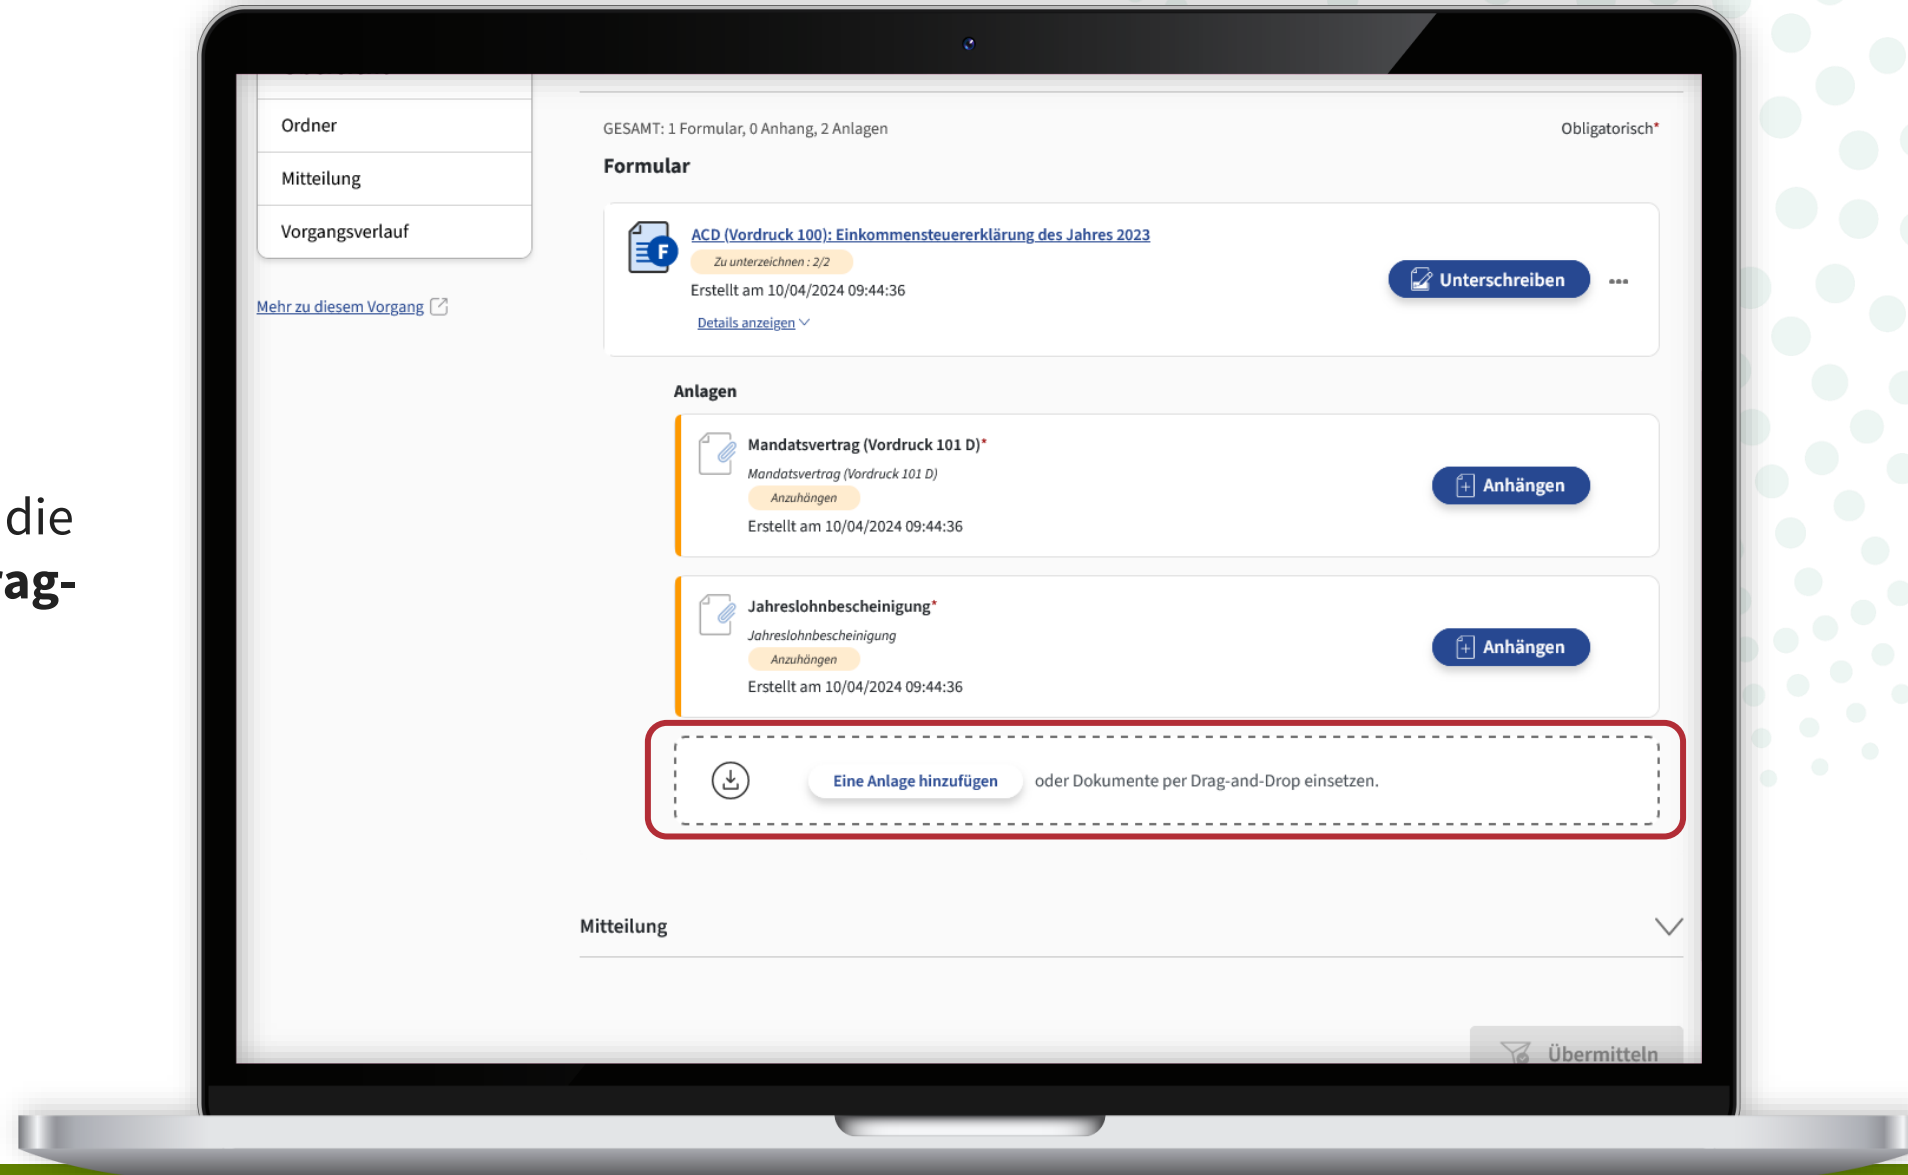 die
rag-
Ordner
Mitteilung
Vorgangsverlauf
Mehr zu diesem Vorgang
GESAMT: 1 Formular, 0 Anhang, 2 Anlagen
Obligatorisch*
Formular
ACD (Vordruck 100): Einkommensteuererklärung des Jahres 2023
Zu unterzeichnen : 2/2
Erstellt am 10/04/2024 09:44:36
Details anzeigen
Unterschreiben
Anlagen
Mandatsvertrag (Vordruck 101 D)*
Mandatsvertrag (Vordruck 101 D)
Anzuhängen
Erstellt am 10/04/2024 09:44:36
Anhängen
Jahreslohnbescheinigung*
Jahreslohnbescheinigung
Anzuhängen
Erstellt am 10/04/2024 09:44:36
Anhängen
Eine Anlage hinzufügen oder Dokumente per Drag-and-Drop einsetzen.
Mitteilung
Übermitteln